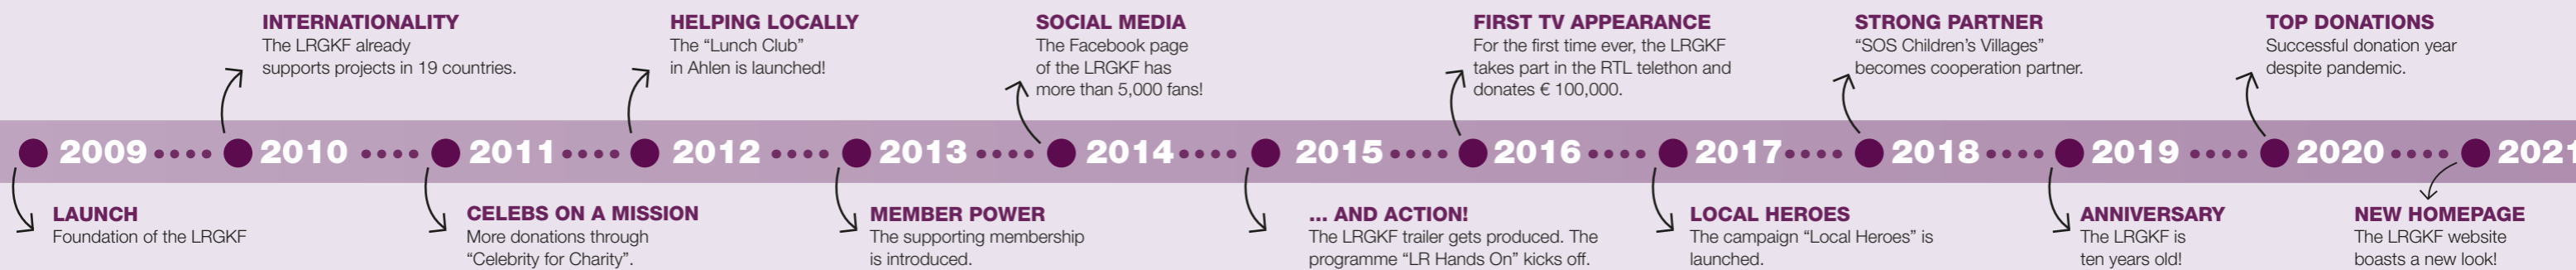 INTERNATIONALITY
The LRGKF already
supports projects in 19 countries.
HELPING LOCALLY
The “Lunch Club”
in Ahlen is launched!
SOCIAL MEDIA
The Facebook page
of the LRGKF has
more than 5,000 fans!
FIRST TV APPEARANCE
For the first time ever, the LRGKF
takes part in the RTL telethon and
donates € 100,000.
STRONG PARTNER
“SOS Children’s Villages”
becomes cooperation partner.
TOP DONATIONS
Successful donation year
despite pandemic.
2009 2010 2011 2012 2013 2014 2015 2016 2017 2018 2019 2020 2021
LAUNCH
Foundation of the LRGKF
CELEBS ON A MISSION
More donations through
“Celebrity for Charity”.
MEMBER POWER
The supporting membership
is introduced.
... AND ACTION!
The LRGKF trailer gets produced. The
programme “LR Hands On” kicks off.
LOCAL HEROES
The campaign “Local Heroes” is
launched.
ANNIVERSARY
The LRGKF is
ten years old!
NEW HOMEPAGE
The LRGKF website
boasts a new look!